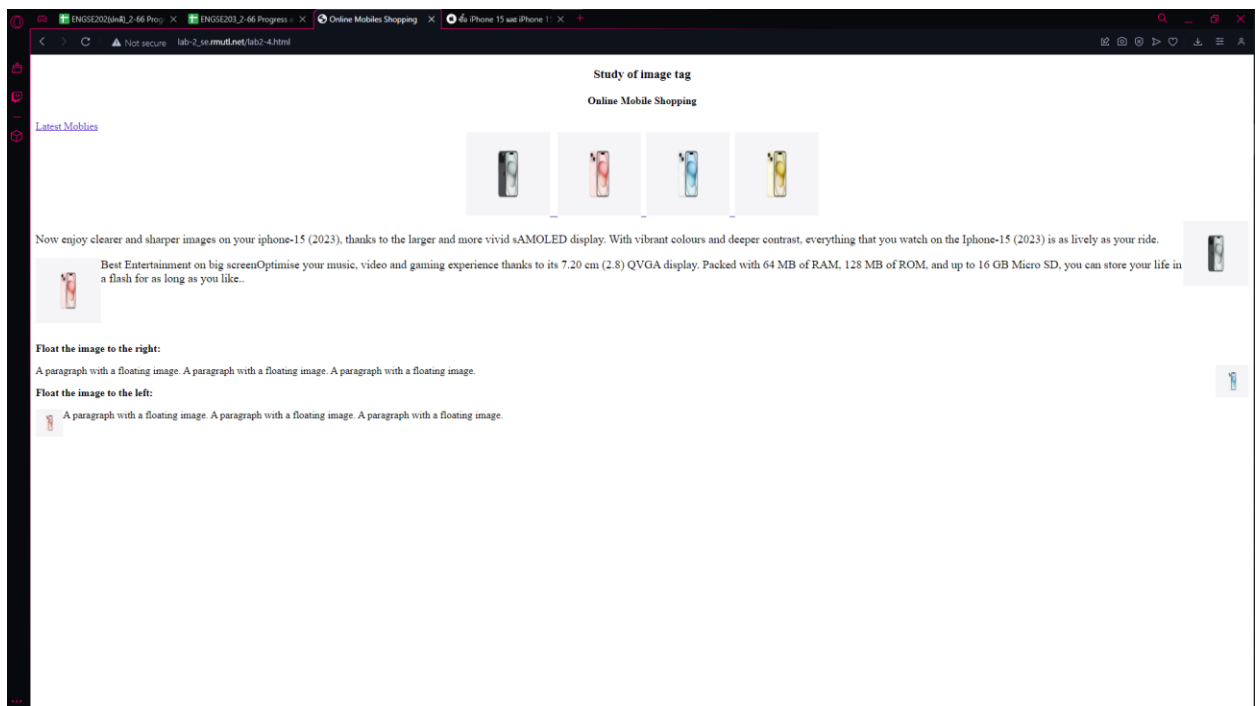 ENGSE202(ปกติ)_2-66 Prog
ENGSE203_2-66 Progress
Online Mobiles Shopping
ซื้อ iPhone 15 และ iPhone 1
Not secure lab-2_se.rmutl.net/lab2-4.html
Study of image tag
Online Mobile Shopping
Latest Moblies
Now enjoy clearer and sharper images on your iphone-15 (2023), thanks to the larger and more vivid sAMOLED display. With vibrant colours and deeper contrast, everything that you watch on the Iphone-15 (2023) is as lively as your ride.
Best Entertainment on big screenOptimise your music, video and gaming experience thanks to its 7.20 cm (2.8) QVGA display. Packed with 64 MB of RAM, 128 MB of ROM, and up to 16 GB Micro SD, you can store your life in
a flash for as long as you like..
Float the image to the right:
A paragraph with a floating image. A paragraph with a floating image. A paragraph with a floating image.
Float the image to the left:
A paragraph with a floating image. A paragraph with a floating image. A paragraph with a floating image.